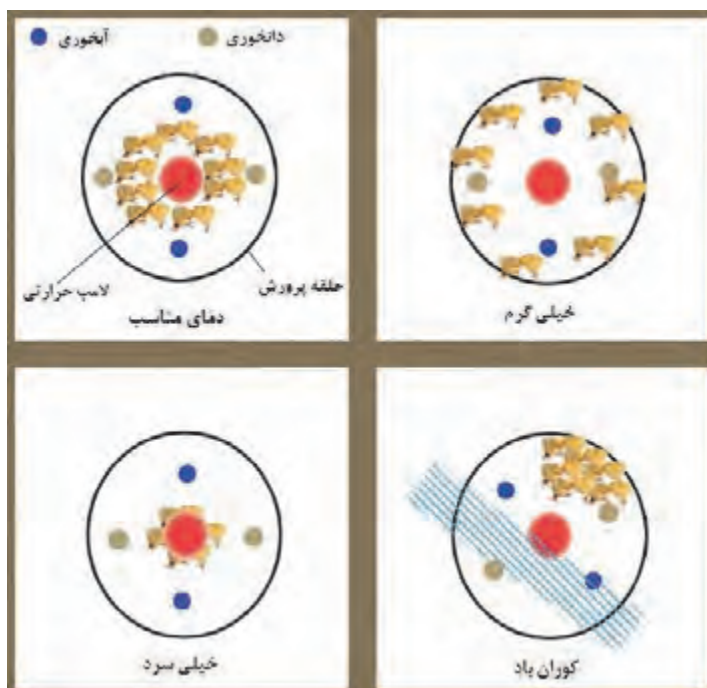 دانخوری
آبخوری
حلقه پرورش
لامپ حرارتی
دمای مناسب
خیلی گرم
خیلی سرد
کوران باد